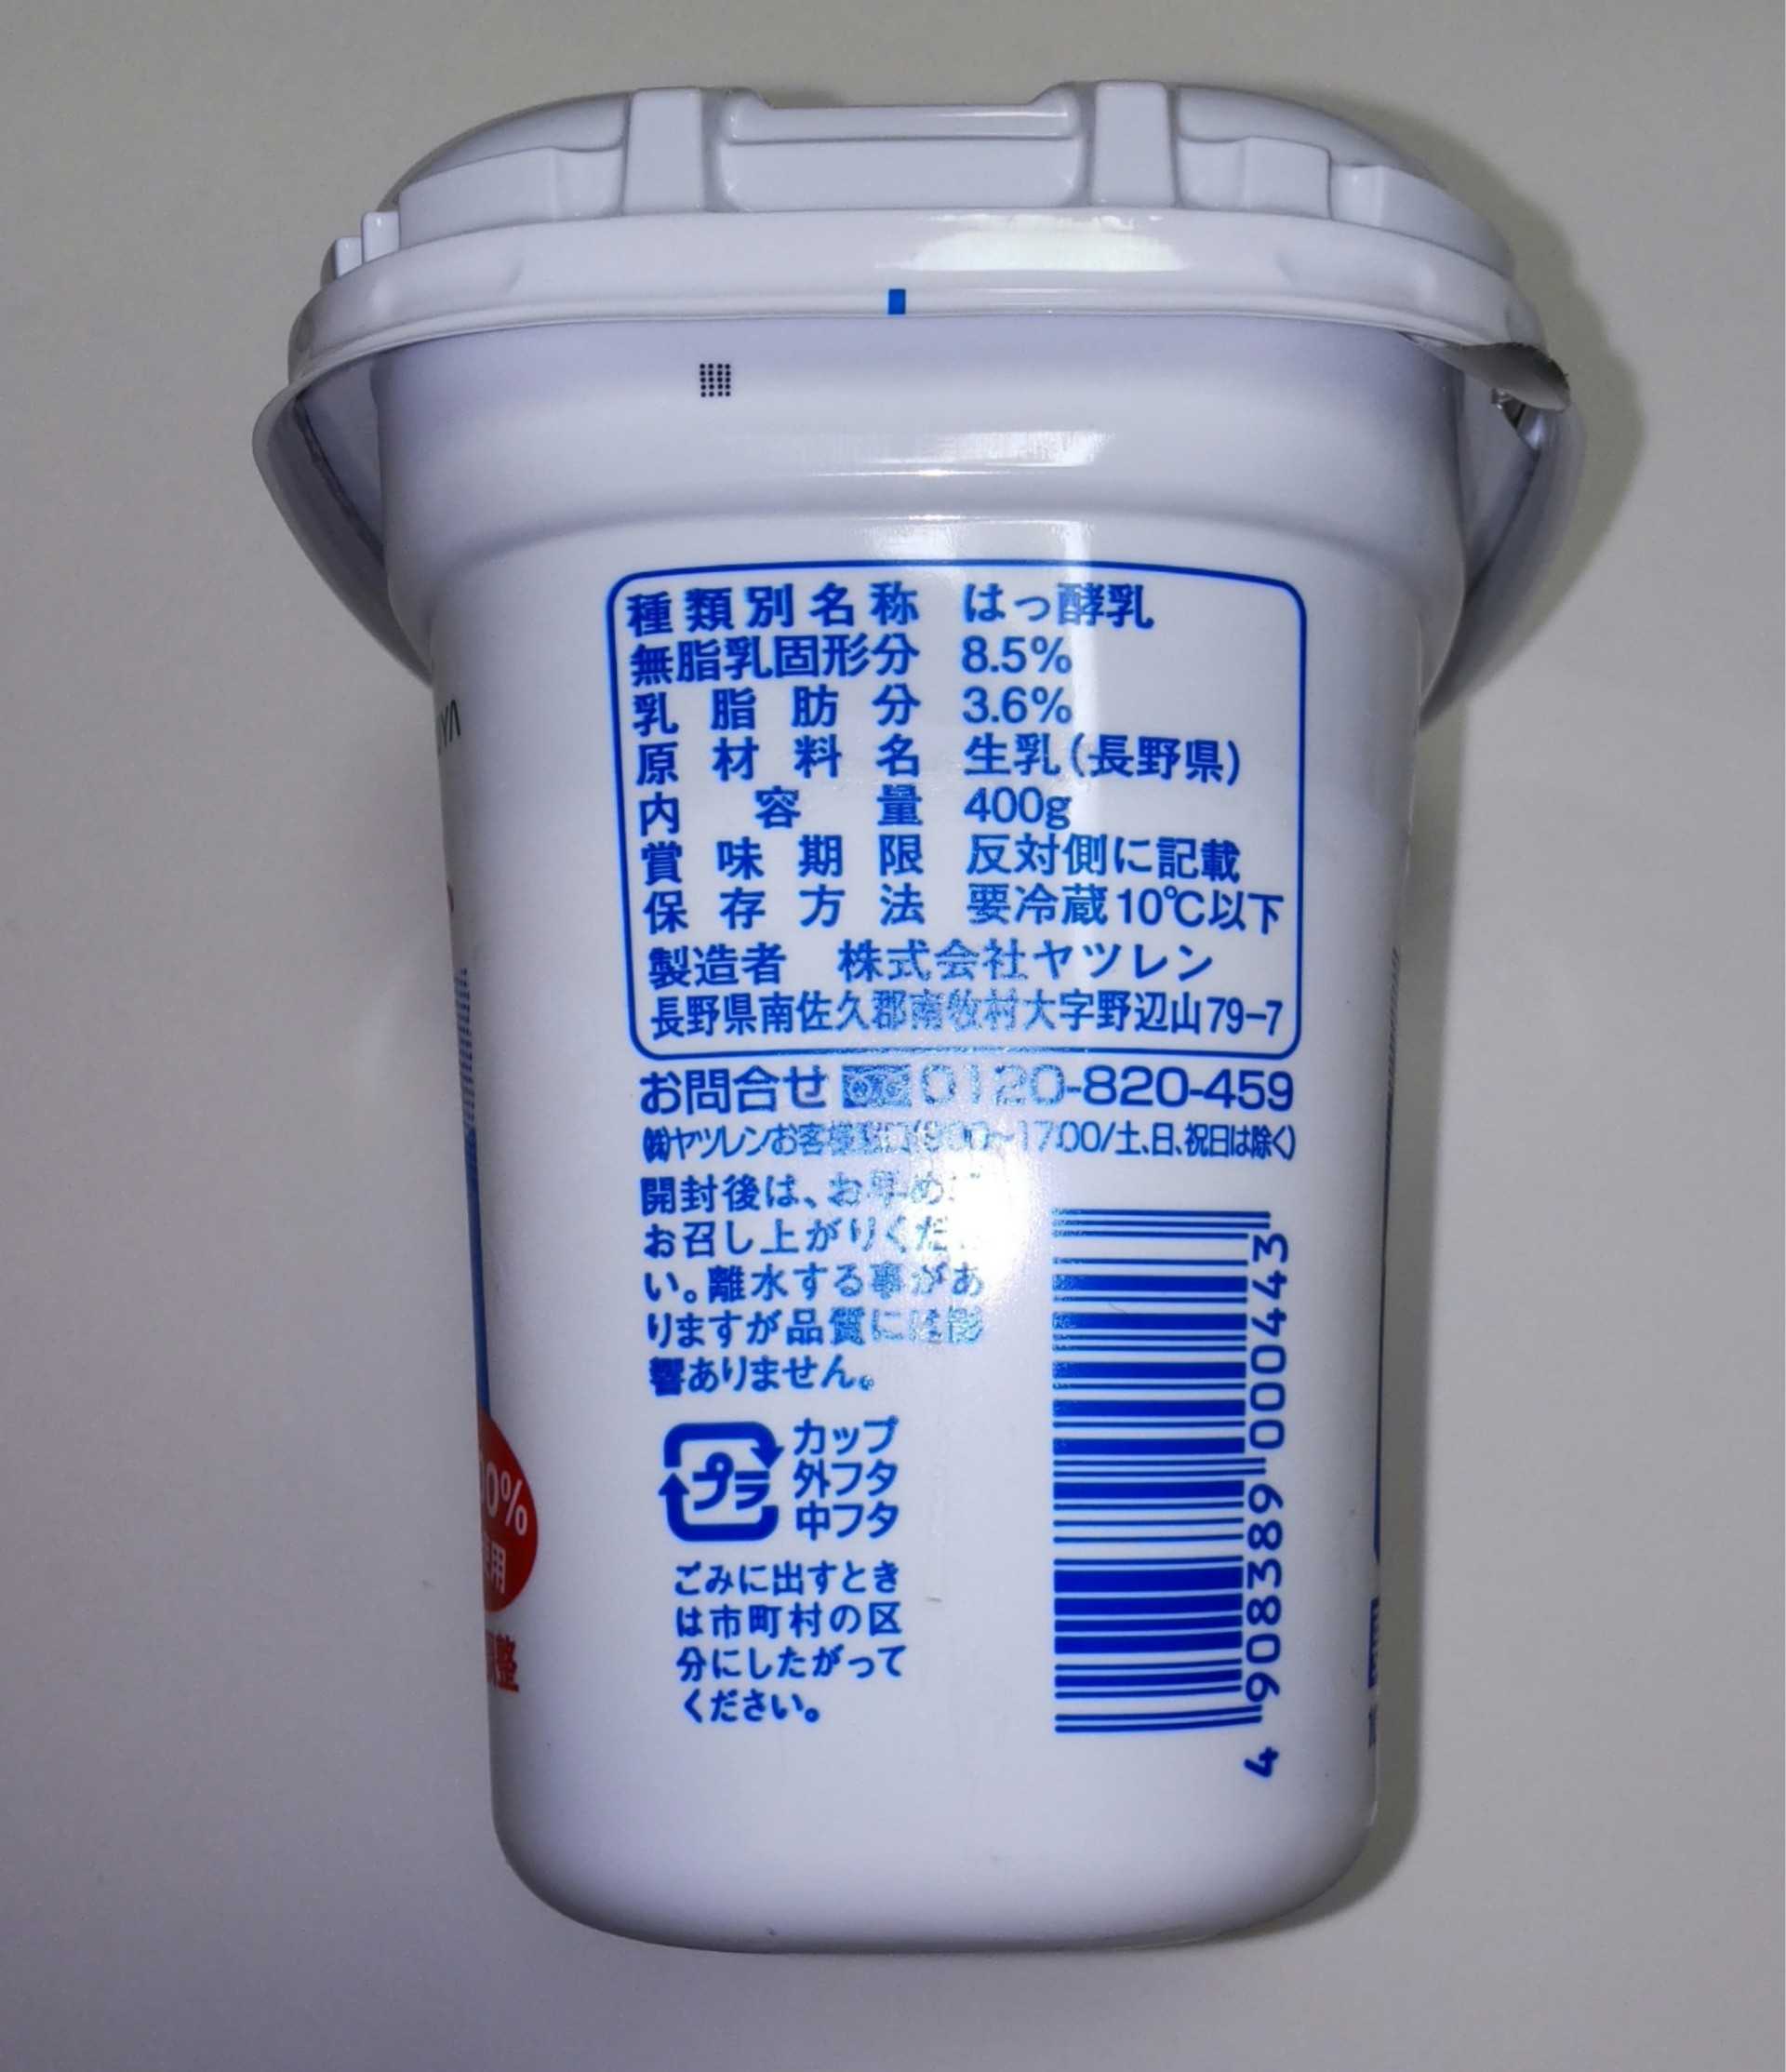 種類別名称 はっ酵乳
無脂乳固形分 8.5%
乳脂肪分 3.6%
原材料名 生乳(長野県)
内容量 400g
賞味期限 反対側に記載
保存方法 要冷蔵10℃以下
製造者 株式会社ヤツレン
長野県南佐久郡南牧村大字野辺山79-7
お問合せ 0120-820-459
㈱ヤツレンお客様窓口(9:00〜17:00/土、日、祝日は除く)
開封後は、お早めに
お召し上がりくださ
い。離水する事があ
りますが品質には影
響ありません。
プラ
カップ
外フタ
中フタ
ごみに出すとき
は市町村の区
分にしたがって
ください。
4 908389 000443
0%
使用
調整